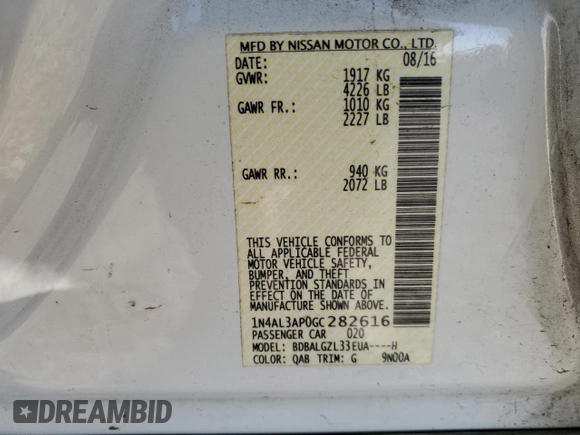 MFD BY NISSAN MOTOR CO., LTD.
DATE: 08/16
GVWR: 1917 KG
4226 LB
GAWR FR.: 1010 KG
2227 LB
GAWR RR.: 940 KG
2072 LB
THIS VEHICLE CONFORMS TO
ALL APPLICABLE FEDERAL
MOTOR VEHICLE SAFETY,
BUMPER, AND THEFT
PREVENTION STANDARDS IN
EFFECT ON THE DATE OF
MANUFACTURE SHOWN ABOVE.
1N4AL3AP0GC282616
PASSENGER CAR 020
MODEL: BDBALGZL33EUA----H
COLOR: QAB TRIM: G 9N00A
DREAMBID